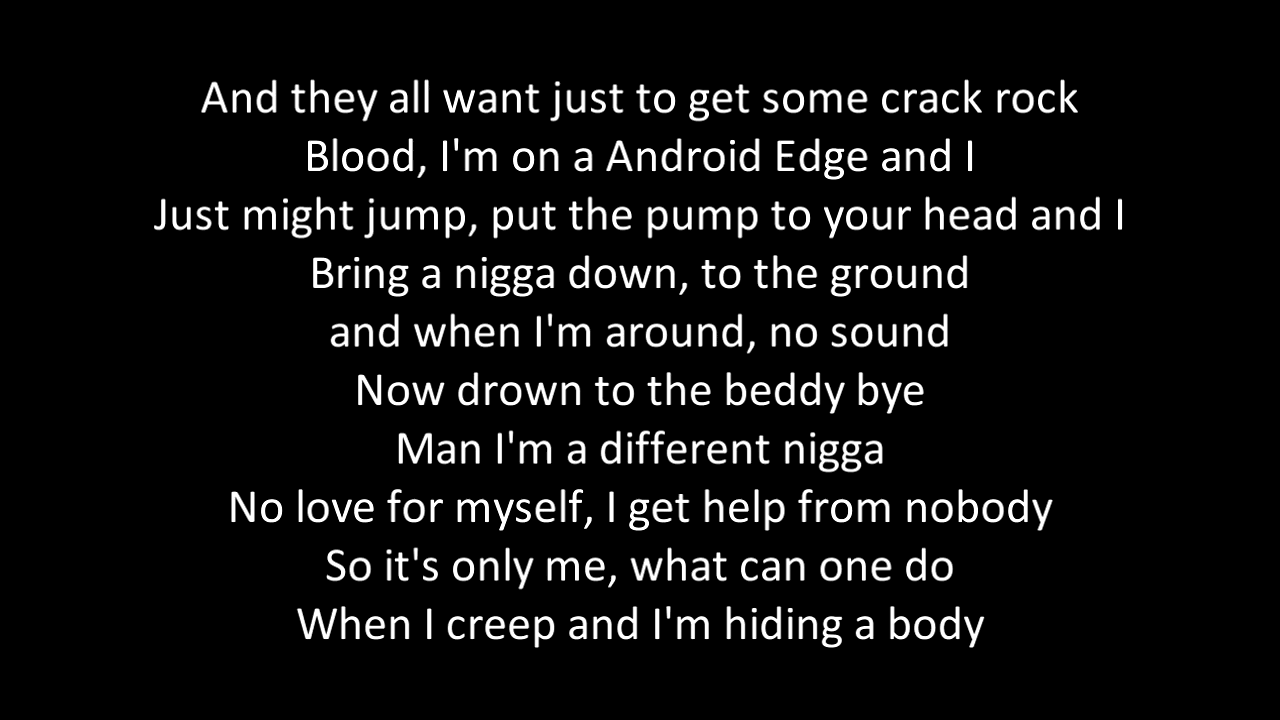 And they all want just to get some crack rock
Blood, I'm on a Android Edge and I
Just might jump, put the pump to your head and I
Bring a nigga down, to the ground
and when I'm around, no sound
Now drown to the beddy bye
Man I'm a different nigga
No love for myself, I get help from nobody
So it's only me, what can one do
When I creep and I'm hiding a body